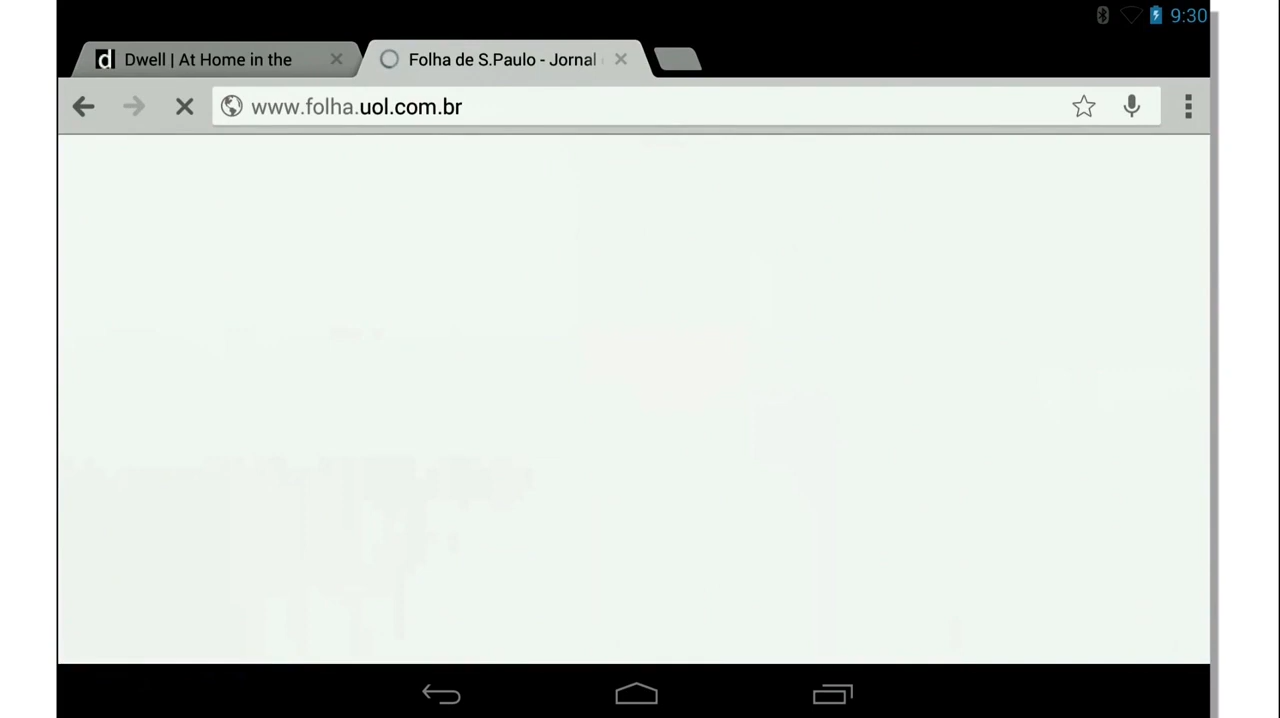 9:30
d Dwell | At Home in the
Folha de S.Paulo - Jornal
www.folha.uol.com.br